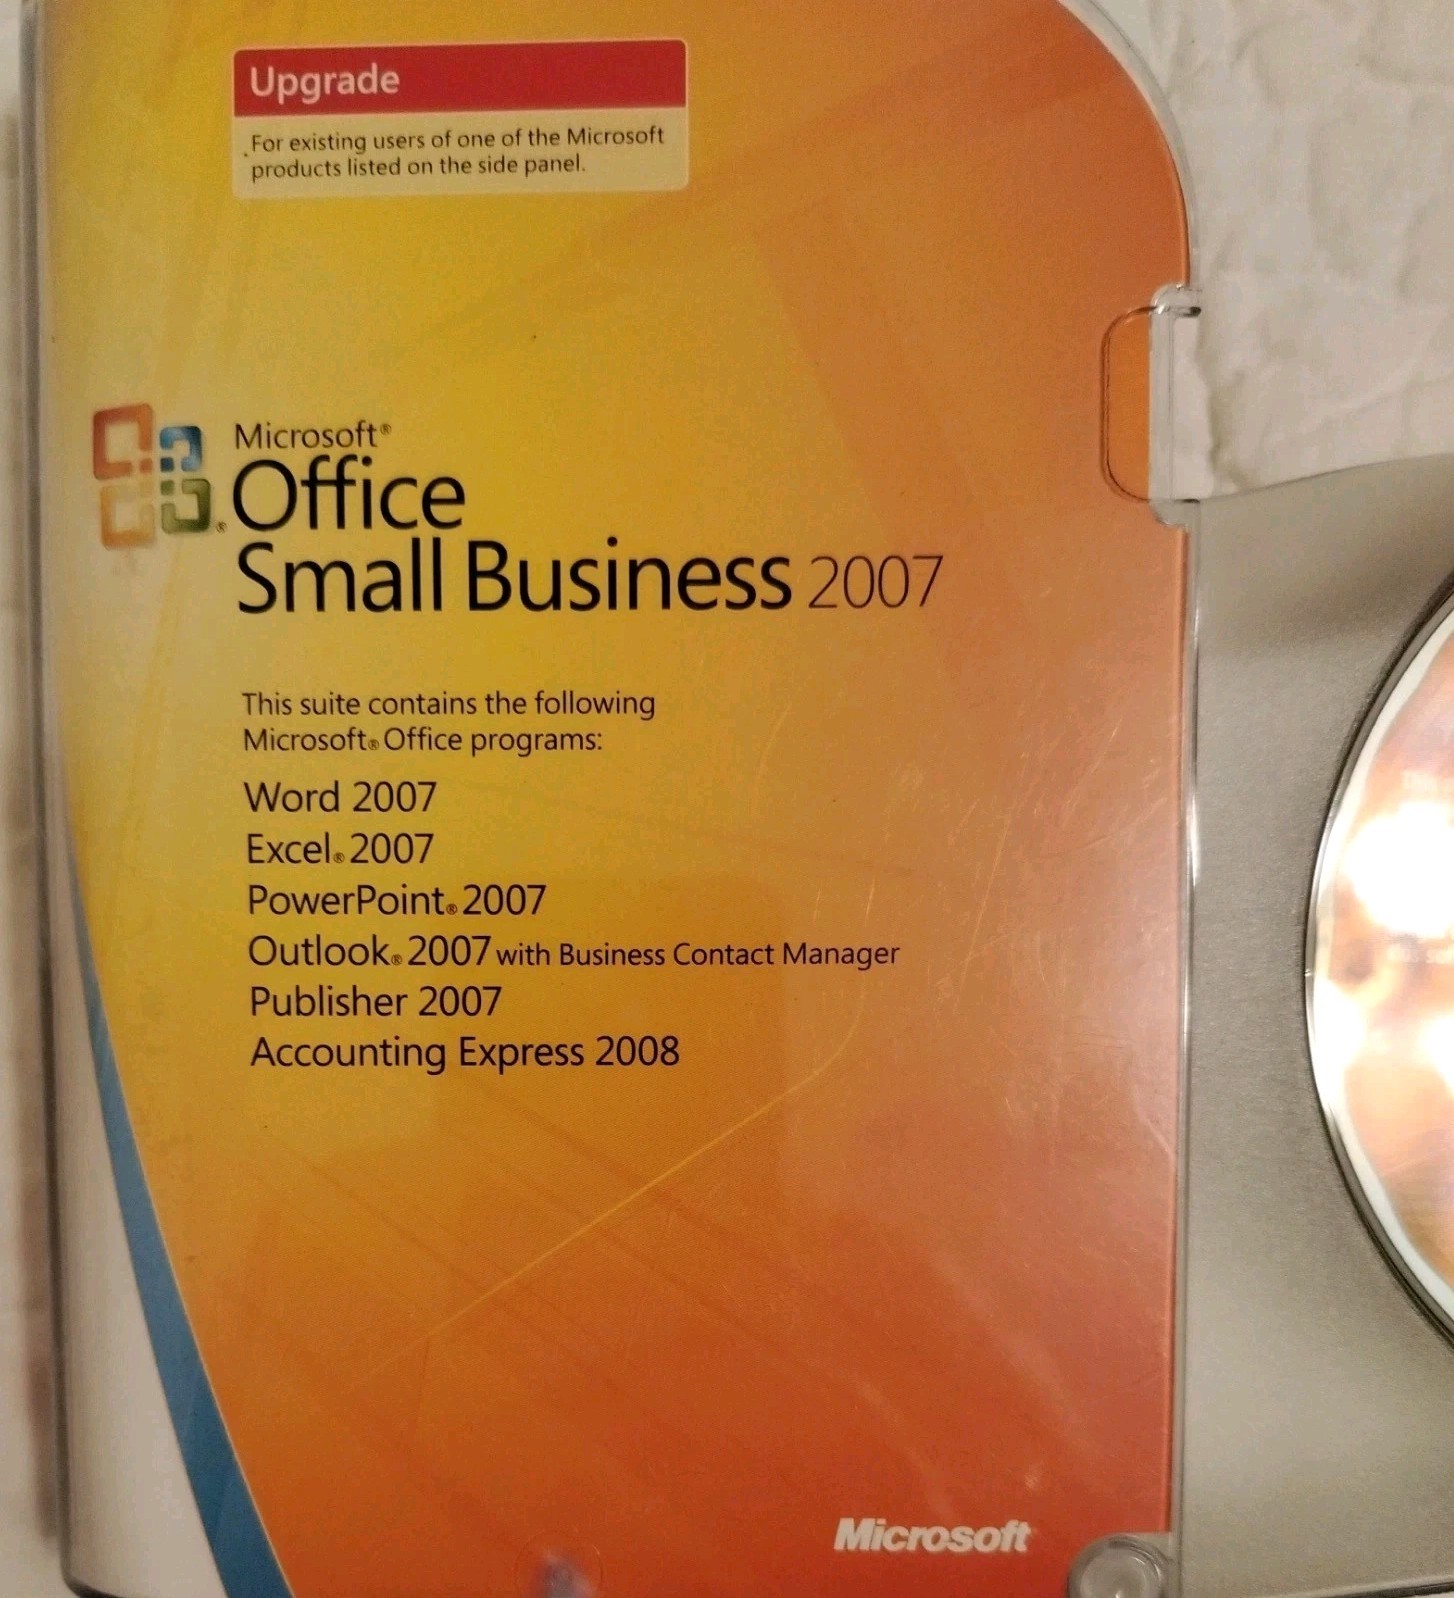 Upgrade
For existing users of one of the Microsoft
products listed on the side panel.
Microsoft®
Office
Small Business 2007
This suite contains the following
Microsoft® Office programs:
Word 2007
Excel® 2007
PowerPoint® 2007
Outlook® 2007 with Business Contact Manager
Publisher 2007
Accounting Express 2008
Microsoft